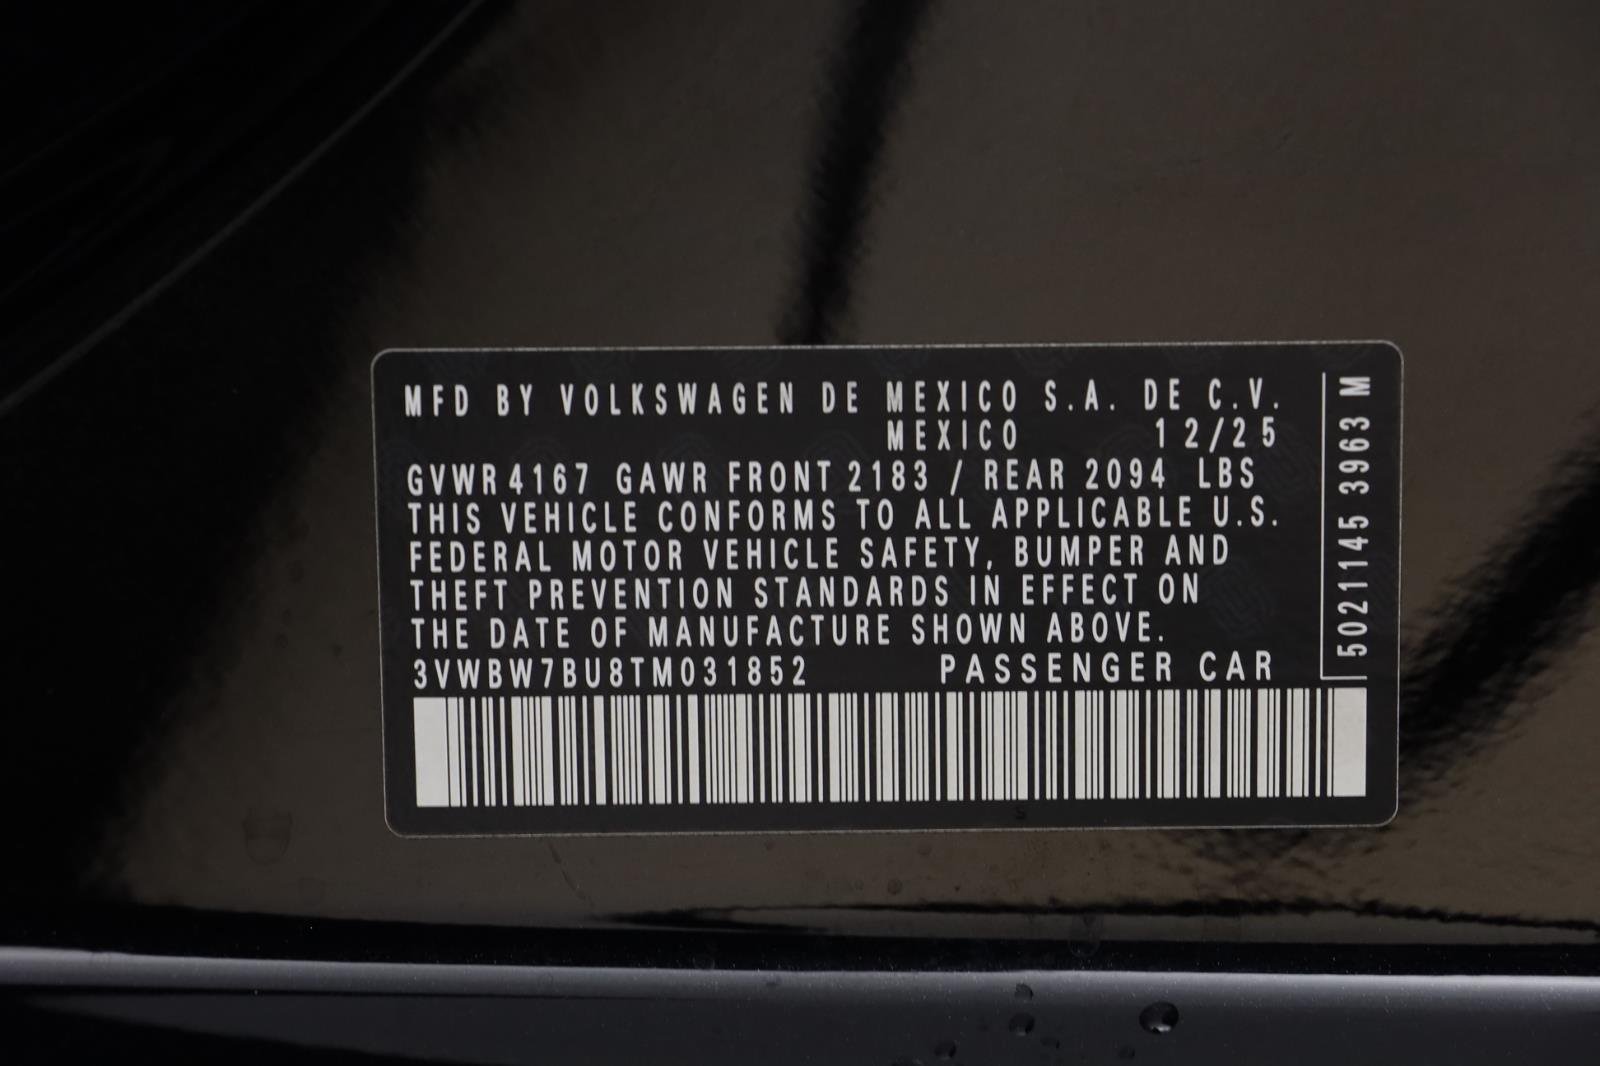 MFD BY VOLKSWAGEN DE MEXICO S.A. DE C.V.
MEXICO 12/25
GVWR 4167 GAWR FRONT 2183 / REAR 2094 LBS
THIS VEHICLE CONFORMS TO ALL APPLICABLE U.S.
FEDERAL MOTOR VEHICLE SAFETY, BUMPER AND
THEFT PREVENTION STANDARDS IN EFFECT ON
THE DATE OF MANUFACTURE SHOWN ABOVE.
3VWBW7BU8TM031852 PASSENGER CAR
S
5021145 3963 M